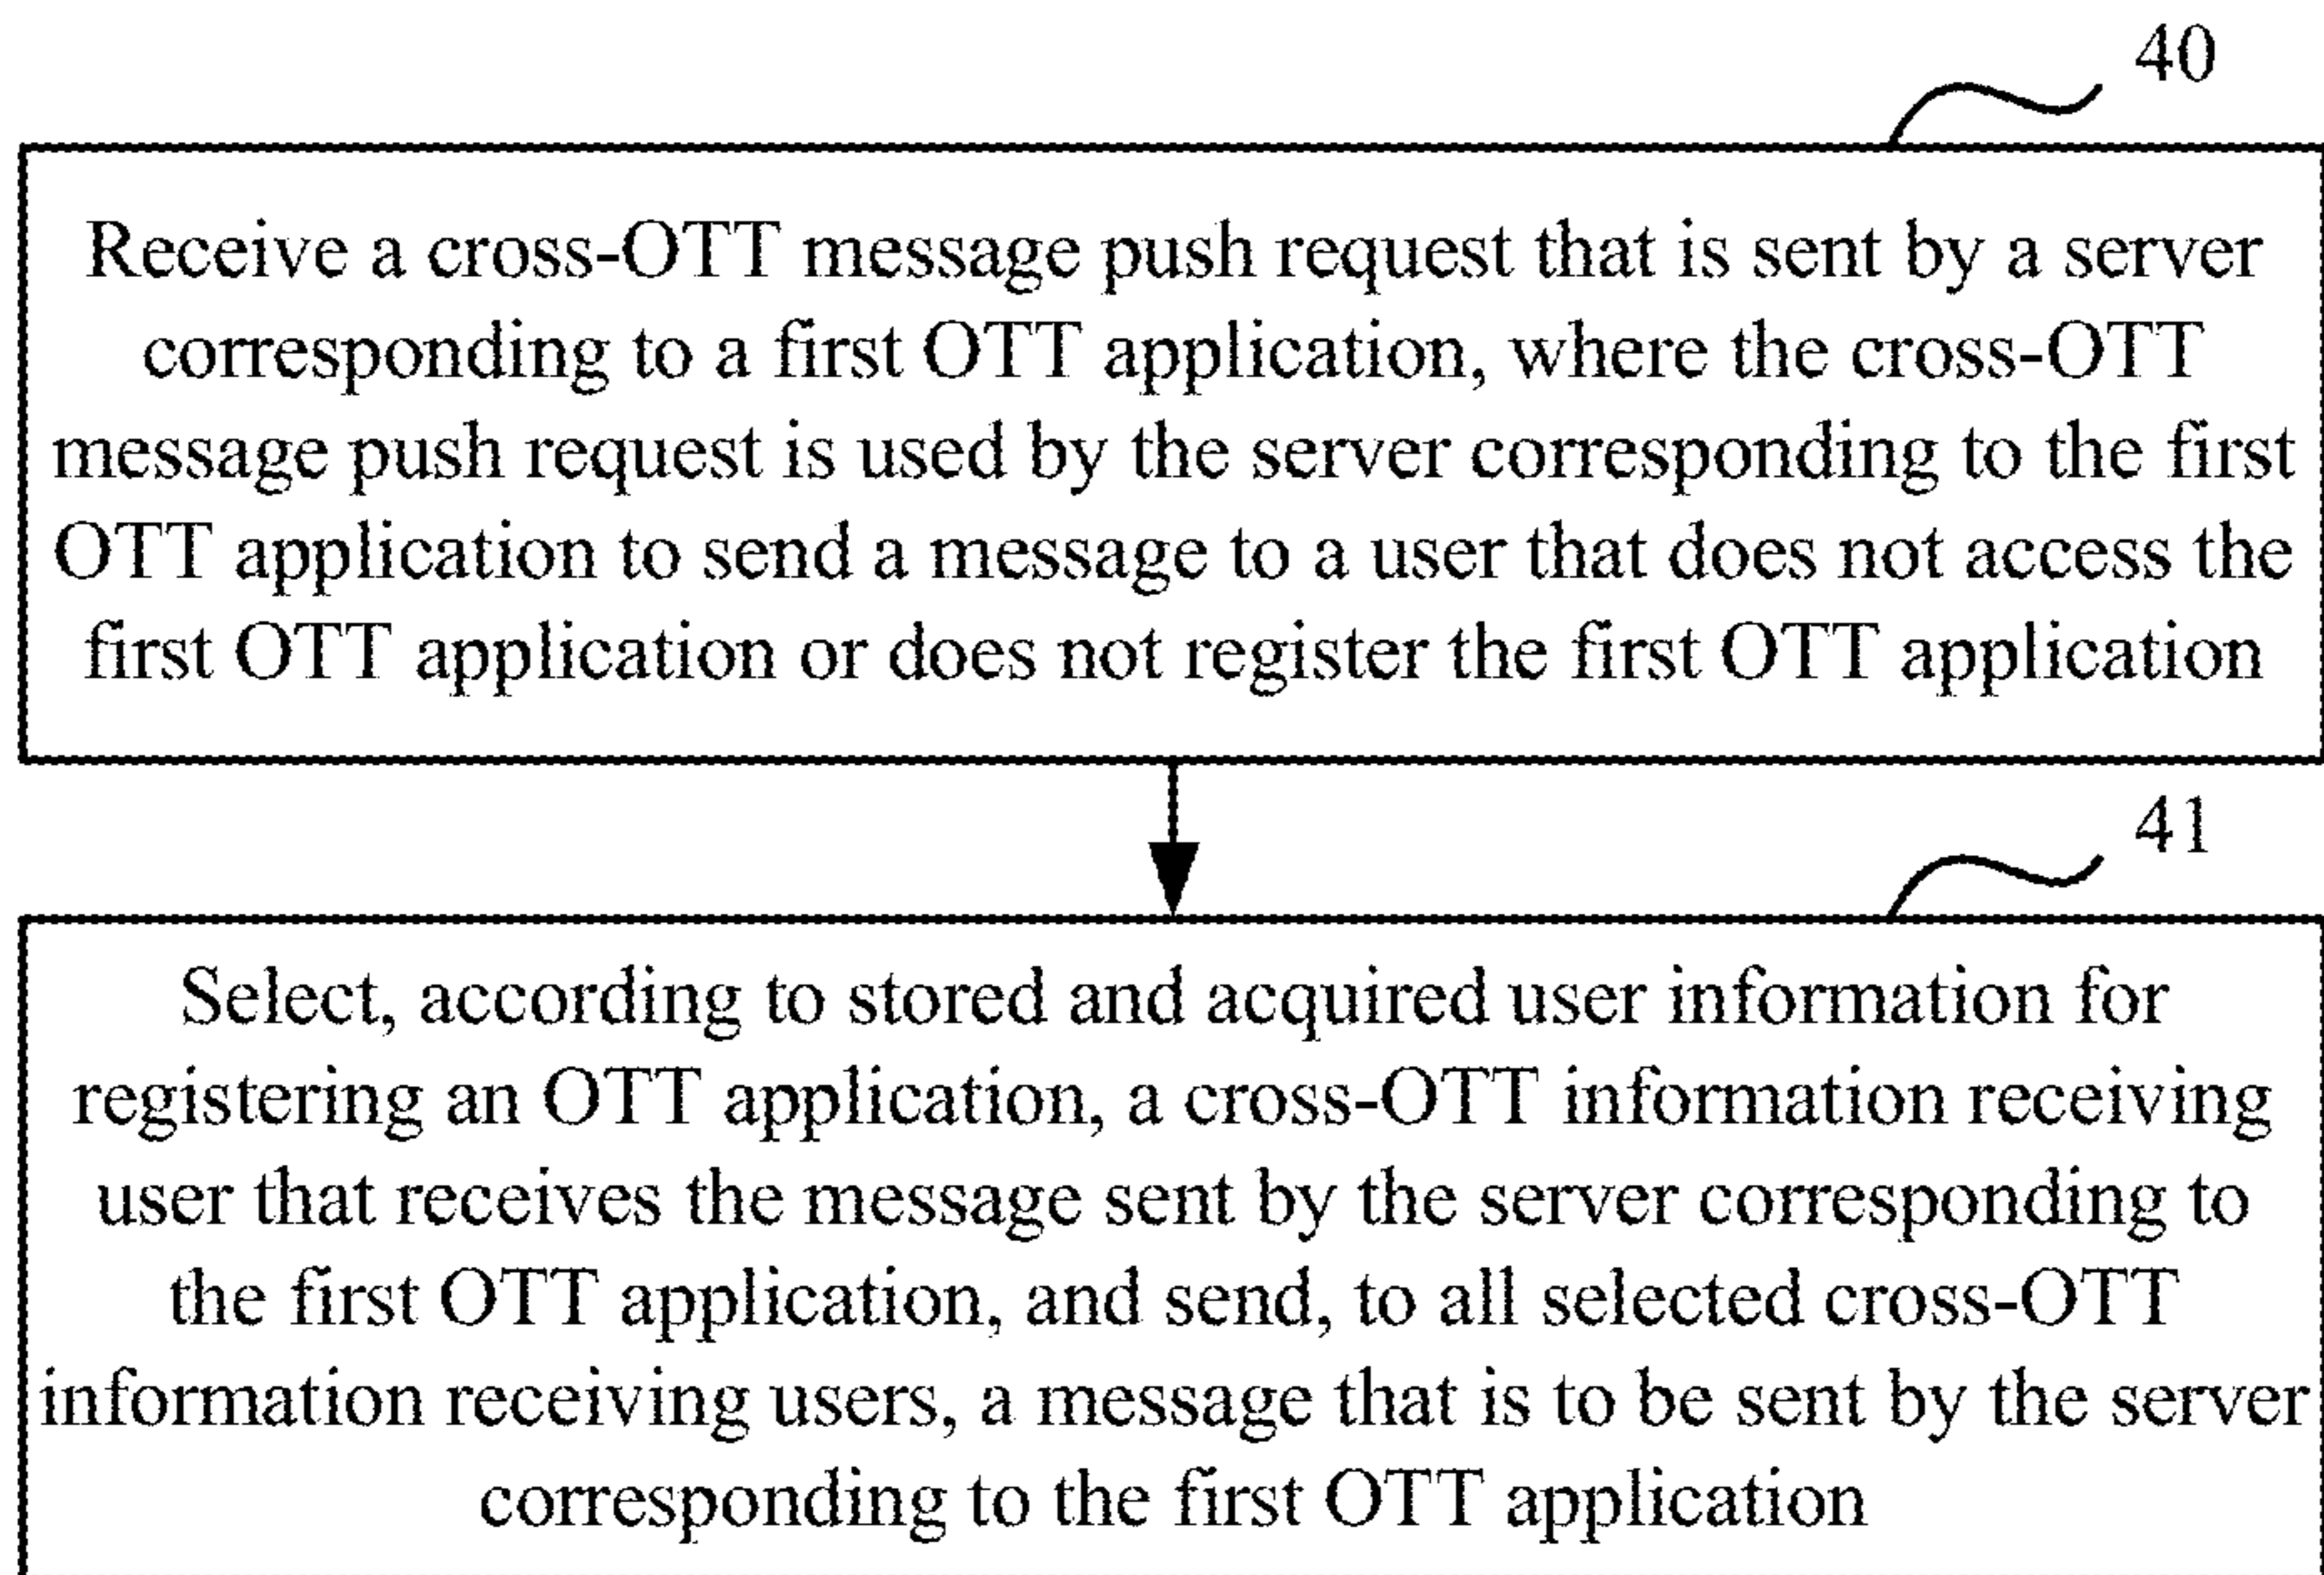 40
Receive a cross-OTT message push request that is sent by a server
corresponding to a first OTT application, where the cross-OTT
message push request is used by the server corresponding to the first
OTT application to send a message to a user that does not access the
first OTT application or does not register the first OTT application
41
Select, according to stored and acquired user information for
registering an OTT application, a cross-OTT information receiving
user that receives the message sent by the server corresponding to
the first OTT application, and send, to all selected cross-OTT
information receiving users, a message that is to be sent by the server
corresponding to the first OTT application